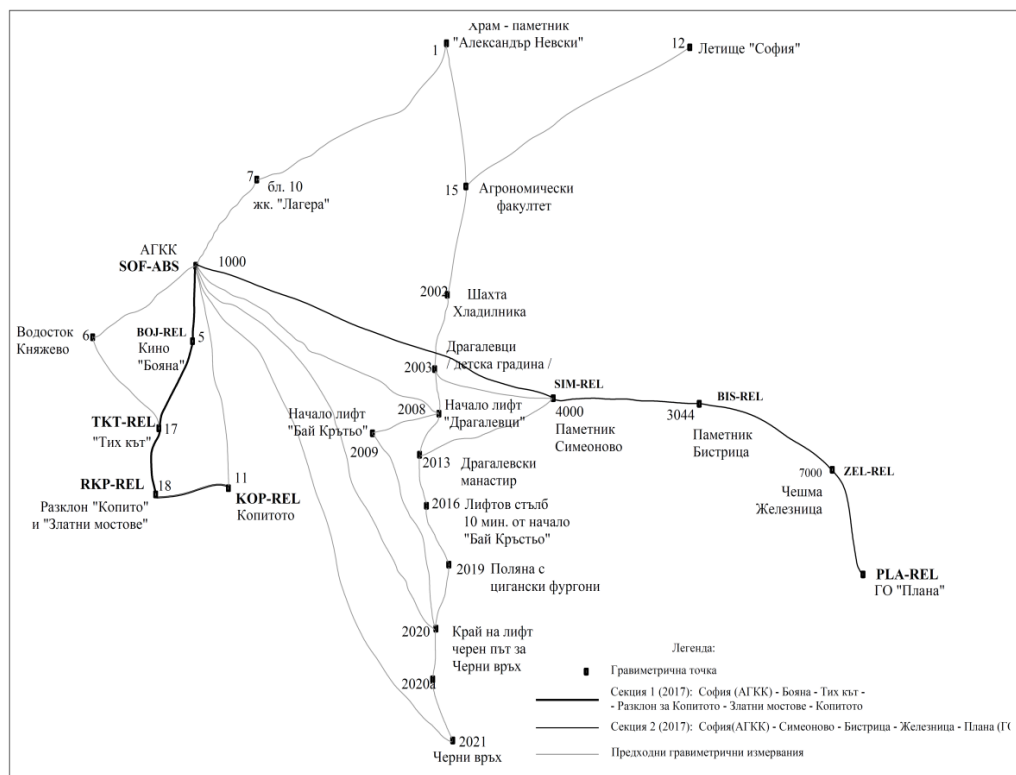 Храм - паметник
1 "Александър Невски"
12 Летище "София"
7 бл. 10
жк. "Лагера"
15 Агрономически
факултет
АГКК
SOF-ABS 1000
2002 Шахта
Хладилника
Водосток
Княжево
6
BOJ-REL 5
Кино
"Бояна"
Драгалевци
/ детска градина /
2003
SIM-REL
4000
Паметник
Симеоново
BIS-REL
3044
Паметник
Бистрица
2008 Начало лифт
"Драгалевци"
Начало лифт
"Бай Крътьо"
2009
TKT-REL 17
"Тих кът"
2013 Драгалевски
манастир
7000 ZEL-REL
Чешма
Железница
RKP-REL 18
Разклон "Копито"
и "Златни мостове"
11
KOP-REL
Копитото
2016 Лифтов стълб
10 мин. от начало
"Бай Кръстьо"
2019 Поляна с
цигански фургони
PLA-REL
ГО "Плана"
2020 Край на лифт
черен път за
Черни връх
2020а
2021
Черни връх
Легенда:
Гравиметрична точка
Секция 1 (2017): София (АГКК) - Бояна - Тих кът -
- Разклон за Копитото - Златни мостове - Копитото
Секция 2 (2017): София(АГКК) - Симеоново - Бистрица - Железница - Плана (ГО
Предходни гравиметрични измервания